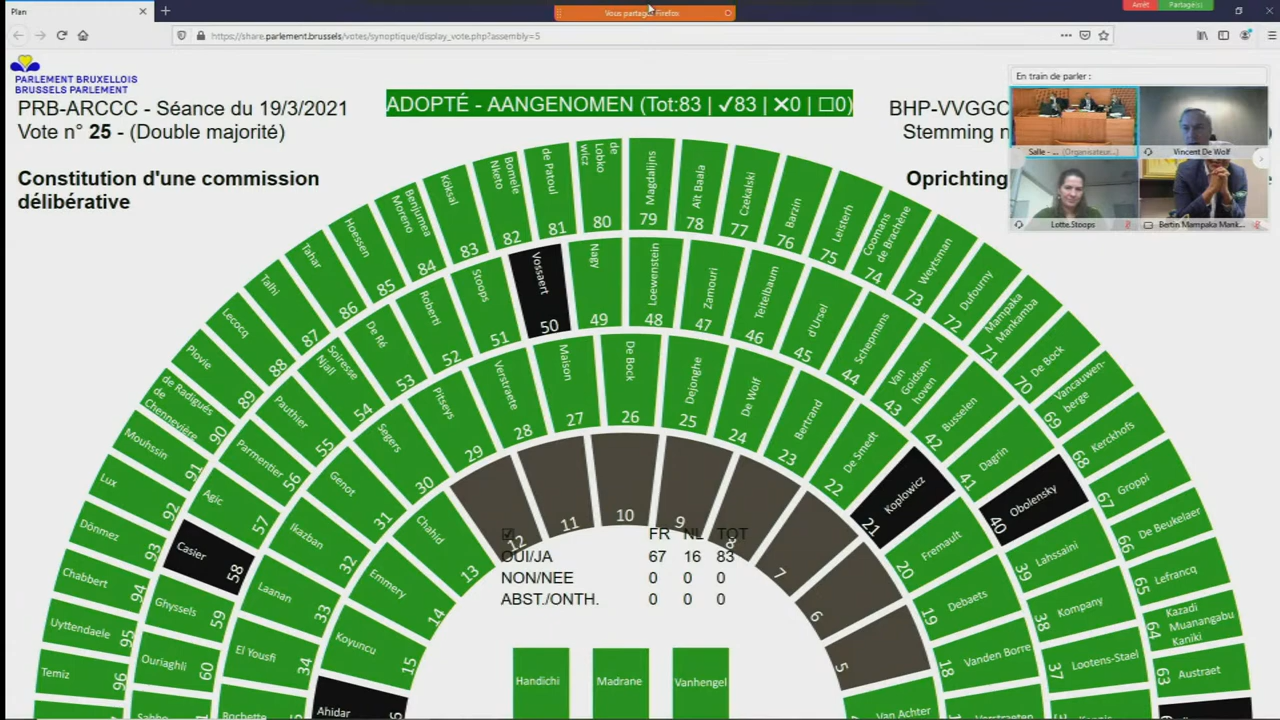 Plan
Vous partagez Firefox
Arrêt
Partagé(s)
https://share.parlement.brussels/votes/synoptique/display_vote.php?assembly=5
PARLEMENT BRUXELLOIS
BRUSSELS PARLEMENT
PRB-ARCCC - Séance du 19/3/2021
Vote n° 25 - (Double majorité)
Constitution d'une commission
délibérative
ADOPTÉ - AANGENOMEN (Tot:83 | ✓83 | ✕0 | ☐0)
BHP-VVGGC
Stemming n
Oprichting
En train de parler :
Salle - ... (Organisateur...
Vincent De Wolf
Lotte.Stoops
Bertin Mampaka Mank...
Temiz 96
Uyttendaele 95
Chabbert 94
Dönmez 93
Lux 92
Mouhssin 91
de Radiguès de Chennevière 90
Plovie 89
Lecocq 88
Talhi 87
Tahar 86
Hoessen 85
Benjumea Moreno 84
Kökal 83
Bomele Nketo 82
de Patoul 81
de Lobkowicz 80
Magdalijns 79
Aït Baala 78
Czekalski 77
Barzin 76
Leisterh 75
Coomans de Brachène 74
Weytsman 73
Dufourny 72
Mampaka Mankamba 71
De Bock 70
Vancauwenberge 69
Kerckhofs 68
Groppi 67
De Beukelaer 66
Lefrancq 65
Kazadi Muanangabu Kaniki 64
Austraet 63
Ouriaghli 60
Ghyssels 59
Casier 58
Agic 57
Parmentier 56
Pauthier 55
Soiresse Njall 54
De Ré 53
Roberti 52
Stoops 51
Vossaert 50
Nagy 49
Loewenstein 48
Zamouri 47
Teitelbaum 46
d'Ursel 45
Schepmans 44
Van Goidsenhoven 43
Busselen 42
Dagrin 41
Obolensky 40
Lahssaini 39
Kompany 38
Lootens-Stael 37
El Yousfi 34
Laanan 33
Ikazban 32
Genot 31
Segers 30
Pitseys 29
Verstraete 28
Maison 27
De Bock 26
Dejonghe 25
De Wolf 24
Bertrand 23
De Smedt 22
Koplowicz 21
Fremault 20
Debaets 19
Vanden Borre 18
Ahidar
Koyuncu 15
Emmery 14
Chahid 13
12
11
10
9
8
7
6
5
Rochette
Van Achter
Verstraeten
☑ FR NL TOT
OUI/JA 67 16 83
NON/NEE 0 0 0
ABST./ONTH. 0 0 0
Handichi
Madrane
Vanhengel